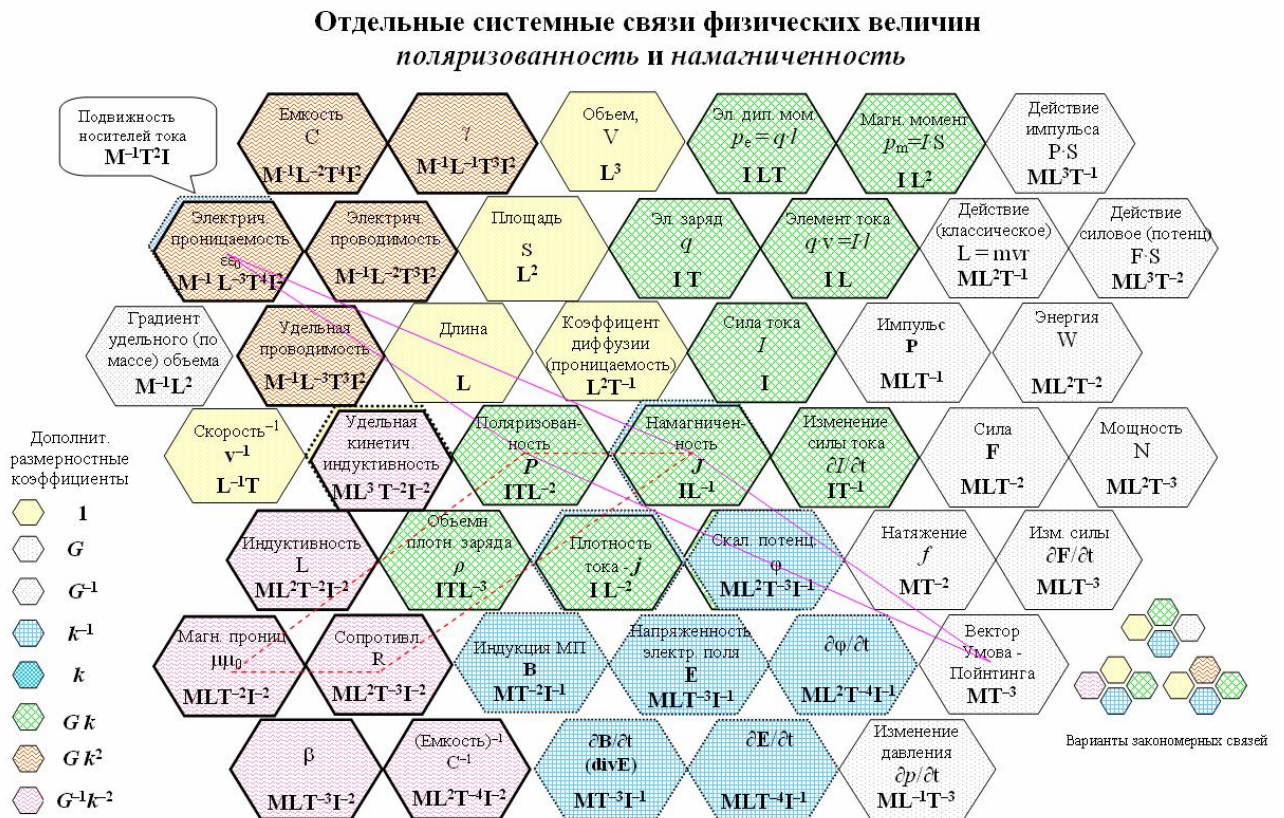 Отдельные системные связи физических величин
поляризованность и намагниченность
Подвижность
носителей тока
M⁻¹T²I
Емкость
C
M⁻¹L⁻²T⁴I²
γ
M⁻¹L⁻¹T³I²
Объем,
V
L³
Эл. дип. мом.
pₑ = q·l
I LT
Магн. момент
pₘ=I·S
I L²
Действие
импульса
P·S
ML³T⁻¹
Электрич.
проницаемость
εε₀
M⁻¹ L⁻³T⁴I²
Электрич.
проводимость
M⁻¹L⁻²T³I²
Площадь
S
L²
Эл. заряд
q
I T
Элемент тока
q·v =I·l
I L
Действие
(классическое)
L = mvr
ML²T⁻¹
Действие
силовое (потенц)
F·S
ML³T⁻²
Градиент
удельного (по
массе) объема
M⁻¹L²
Удельная
проводимость
M⁻¹L⁻³T³I²
Длина
L
Коэффицент
диффузии
(проницаемость)
L²T⁻¹
Сила тока
I
I
Импульс
P
MLT⁻¹
Энергия
W
ML²T⁻²
Скорость⁻¹
v⁻¹
L⁻¹T
Удельная
кинетич.
индуктивность
ML³ T⁻²I⁻²
Поляризован-
ность
P
ITL⁻²
Намагничен-
ность
J
IL⁻¹
Изменение
силы тока
∂I/∂t
IT⁻¹
Сила
F
MLT⁻²
Мощность
N
ML²T⁻³
Индуктивность
L
ML²T⁻²I⁻²
Объемн.
плотн. заряда
ρ
ITL⁻³
Плотность
тока - j
I L⁻²
Скал. потенц.
φ
ML²T⁻³I⁻¹
Натяжение
f
MT⁻²
Изм. силы
∂F/∂t
MLT⁻³
Магн. прониц.
μμ₀
MLT⁻²I⁻²
Сопротивл.
R
ML²T⁻³I⁻²
Индукция МП
B
MT⁻²I⁻¹
Напряженность
электр. поля
E
MLT⁻³I⁻¹
∂φ/∂t
ML²T⁻⁴I⁻¹
Вектор
Умова -
Пойнтинга
MT⁻³
β
MLT⁻³I⁻²
(Емкость)⁻¹
C⁻¹
ML²T⁻⁴I⁻²
∂B/∂t
(divE)
MT⁻³I⁻¹
∂E/∂t
MLT⁻⁴I⁻¹
Изменение
давления
∂p/∂t
ML⁻¹T⁻³
Дополнит.
размерностные
коэффициенты
1
G
G⁻¹
k⁻¹
k
G k
G k²
G⁻¹k⁻²
Варианты закономерных связей